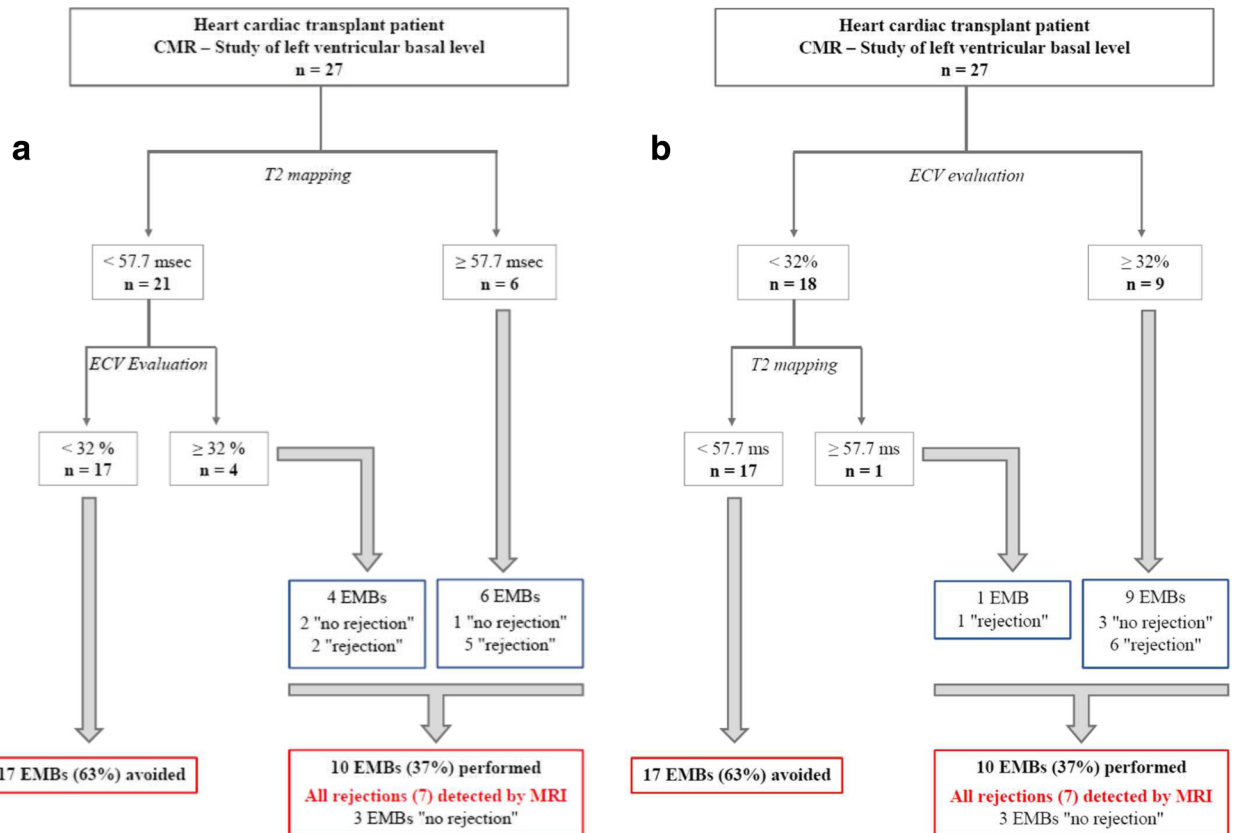 Heart cardiac transplant patient
CMR – Study of left ventricular basal level
n = 27
a
T2 mapping
< 57.7 msec
n = 21
≥ 57.7 msec
n = 6
ECV Evaluation
< 32 %
n = 17
≥ 32 %
n = 4
4 EMBs
2 "no rejection"
2 "rejection"
6 EMBs
1 "no rejection"
5 "rejection"
17 EMBs (63%) avoided
10 EMBs (37%) performed
All rejections (7) detected by MRI
3 EMBs "no rejection"
Heart cardiac transplant patient
CMR – Study of left ventricular basal level
n = 27
b
ECV evaluation
< 32%
n = 18
≥ 32%
n = 9
T2 mapping
< 57.7 ms
n = 17
≥ 57.7 ms
n = 1
1 EMB
1 "rejection"
9 EMBs
3 "no rejection"
6 "rejection"
17 EMBs (63%) avoided
10 EMBs (37%) performed
All rejections (7) detected by MRI
3 EMBs "no rejection"